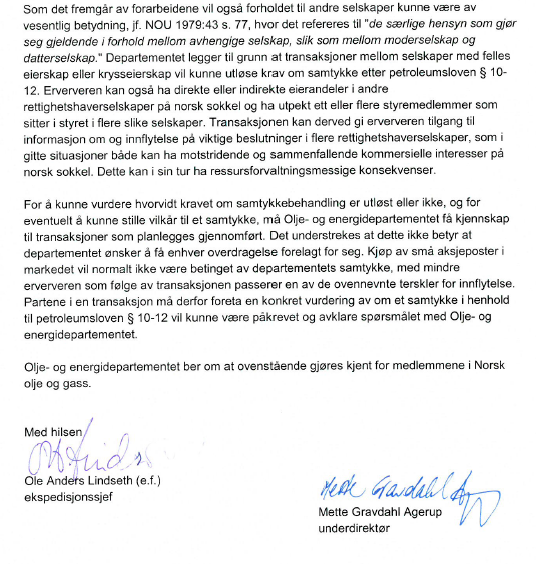 Som det fremgår av forarbeidene vil også forholdet til andre selskaper kunne være av
vesentlig betydning, jf. NOU 1979:43 s. 77, hvor det refereres til "de særlige hensyn som gjør
seg gjeldende i forhold mellom avhengige selskap, slik som mellom moderselskap og
datterselskap." Departementet legger til grunn at transaksjoner mellom selskaper med felles
eierskap eller krysseierskap vil kunne utløse krav om samtykke etter petroleumsloven § 10-
12. Erververen kan også ha direkte eller indirekte eierandeler i andre
rettighetshaverselskaper på norsk sokkel og ha utpekt ett eller flere styremedlemmer som
sitter i styret i flere slike selskaper. Transaksjonen kan derved gi erververen tilgang til
informasjon om og innflytelse på viktige beslutninger i flere rettighetshaverselskaper, som i
gitte situasjoner både kan ha motstridende og sammenfallende kommersielle interesser på
norsk sokkel. Dette kan i sin tur ha ressursforvaltningsmessige konsekvenser.
For å kunne vurdere hvorvidt kravet om samtykkebehandling er utløst eller ikke, og for
eventuelt å kunne stille vilkår til et samtykke, må Olje- og energidepartementet få kjennskap
til transaksjoner som planlegges gjennomført. Det understrekes at dette ikke betyr at
departementet ønsker å få enhver overdragelse forelagt for seg. Kjøp av små aksjeposter i
markedet vil normalt ikke være betinget av departementets samtykke, med mindre
erververen som følge av transaksjonen passerer en av de ovennevnte terskler for innflytelse.
Partene i en transaksjon må derfor foreta en konkret vurdering av om et samtykke i henhold
til petroleumsloven § 10-12 vil kunne være påkrevet og avklare spørsmålet med Olje- og
energidepartementet.
Olje- og energidepartementet ber om at ovenstående gjøres kjent for medlemmene i Norsk
olje og gass.
Med hilsen
Ole Anders Lindseth (e.f.)
ekspedisjonssjef
Mette Gravdahl
Mette Gravdahl Agerup
underdirektør